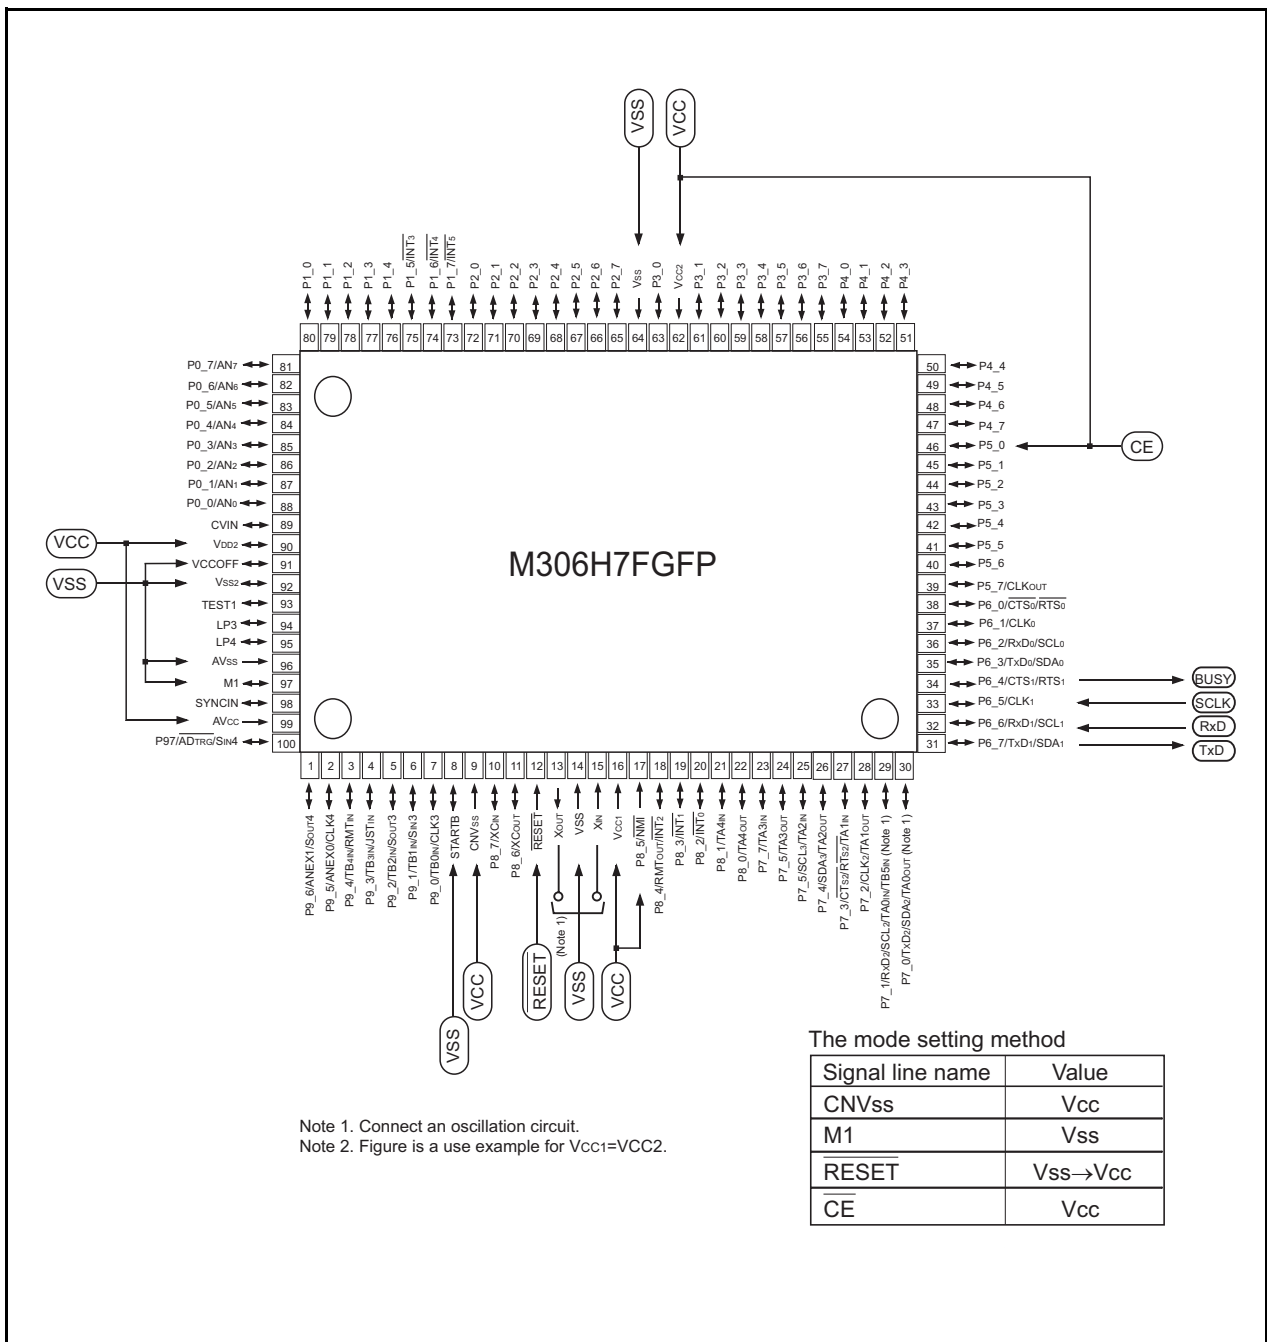 VSS
VCC
P1_0
P1_1
P1_2
P1_3
P1_4
P1_5/INT3
P1_6/INT4
P1_7/INT5
P2_0
P2_1
P2_2
P2_3
P2_4
P2_5
P2_6
P2_7
Vss
P3_0
Vcc2
P3_1
P3_2
P3_3
P3_4
P3_5
P3_6
P3_7
P4_0
P4_1
P4_2
P4_3
80 79 78 77 76 75 74 73 72 71 70 69 68 67 66 65 64 63 62 61 60 59 58 57 56 55 54 53 52 51
P0_7/AN7 81
P0_6/AN6 82
P0_5/AN5 83
P0_4/AN4 84
P0_3/AN3 85
P0_2/AN2 86
P0_1/AN1 87
P0_0/AN0 88
CVIN 89
VCC
VDD2 90
VCCOFF 91
VSS
Vss2 92
TEST1 93
LP3 94
LP4 95
AVss 96
M1 97
SYNCIN 98
AVcc 99
P97/ADTRG/SIN4 100
M306H7FGFP
50 P4_4
49 P4_5
48 P4_6
47 P4_7
46 P5_0
CE
45 P5_1
44 P5_2
43 P5_3
42 P5_4
41 P5_5
40 P5_6
39 P5_7/CLKOUT
38 P6_0/CTS0/RTS0
37 P6_1/CLK0
36 P6_2/RxD0/SCL0
35 P6_3/TxD0/SDA0
34 P6_4/CTS1/RTS1 BUSY
33 P6_5/CLK1 SCLK
32 P6_6/RxD1/SCL1 RxD
31 P6_7/TxD1/SDA1 TxD
1 2 3 4 5 6 7 8 9 10 11 12 13 14 15 16 17 18 19 20 21 22 23 24 25 26 27 28 29 30
P9_6/ANEX1/SOUT4
P9_5/ANEX0/CLK4
P9_4/TB4IN/RMTIN
P9_3/TB3IN/JSTIN
P9_2/TB2IN/SOUT3
P9_1/TB1IN/SIN3
P9_0/TB0IN/CLK3
STARTB
CNVss
P8_7/XCIN
P8_6/XCOUT
RESET
XOUT
VSS
XIN
Vcc1
P8_5/NMI
P8_4/RMTOUT/INT2
P8_3/INT1
P8_2/INT0
P8_1/TA4IN
P8_0/TA4OUT
P7_7/TA3IN
P7_5/TA3OUT
P7_5/SCL3/TA2IN
P7_4/SDA3/TA2OUT
P7_3/CTS2/RTS2/TA1IN
P7_2/CLK2/TA1OUT
P7_1/RxD2/SCL2/TA0IN/TB5IN (Note 1)
P7_0/TxD2/SDA2/TA0OUT (Note 1)
(Note 1)
VSS
VCC
RESET
VSS
VCC
The mode setting method
Signal line name Value
CNVss Vcc
M1 Vss
RESET Vss→Vcc
CE Vcc
Note 1. Connect an oscillation circuit.
Note 2. Figure is a use example for Vcc1=VCC2.